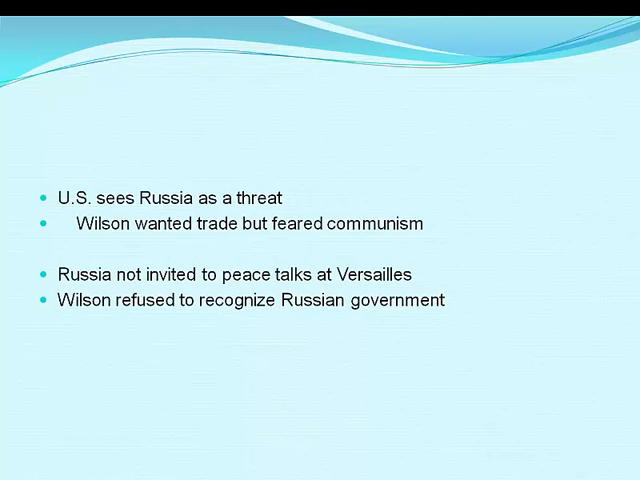 • U.S. sees Russia as a threat
• Wilson wanted trade but feared communism
• Russia not invited to peace talks at Versailles
• Wilson refused to recognize Russian government